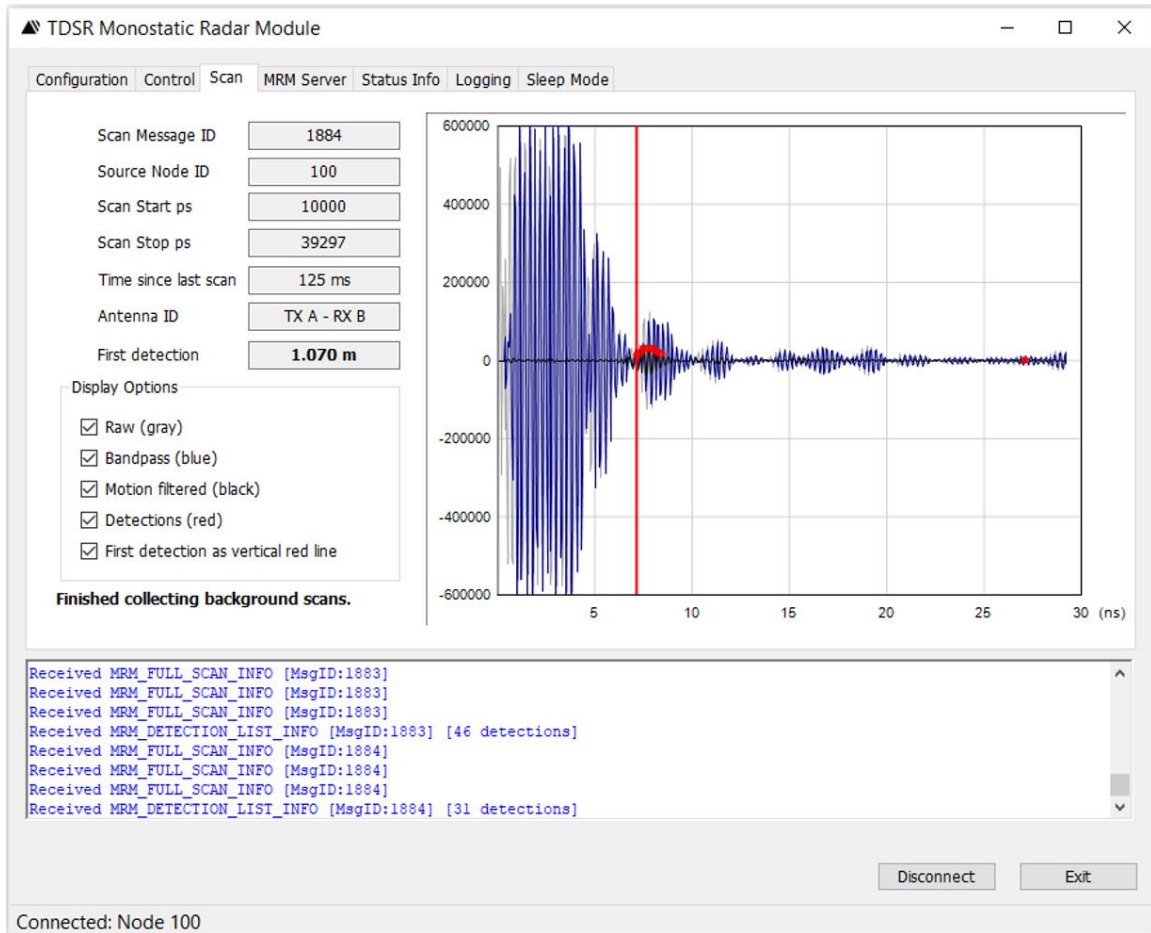 TDSR Monostatic Radar Module
Configuration Control Scan MRM Server Status Info Logging Sleep Mode
Scan Message ID 1884
Source Node ID 100
Scan Start ps 10000
Scan Stop ps 39297
Time since last scan 125 ms
Antenna ID TX A - RX B
First detection 1.070 m
Display Options
Raw (gray)
Bandpass (blue)
Motion filtered (black)
Detections (red)
First detection as vertical red line
Finished collecting background scans.
600000
400000
200000
0
-200000
-400000
-600000
5 10 15 20 25 30 (ns)
Received MRM_FULL_SCAN_INFO [MsgID:1883]
Received MRM_FULL_SCAN_INFO [MsgID:1883]
Received MRM_FULL_SCAN_INFO [MsgID:1883]
Received MRM_DETECTION_LIST_INFO [MsgID:1883] [46 detections]
Received MRM_FULL_SCAN_INFO [MsgID:1884]
Received MRM_FULL_SCAN_INFO [MsgID:1884]
Received MRM_FULL_SCAN_INFO [MsgID:1884]
Received MRM_DETECTION_LIST_INFO [MsgID:1884] [31 detections]
Disconnect Exit
Connected: Node 100